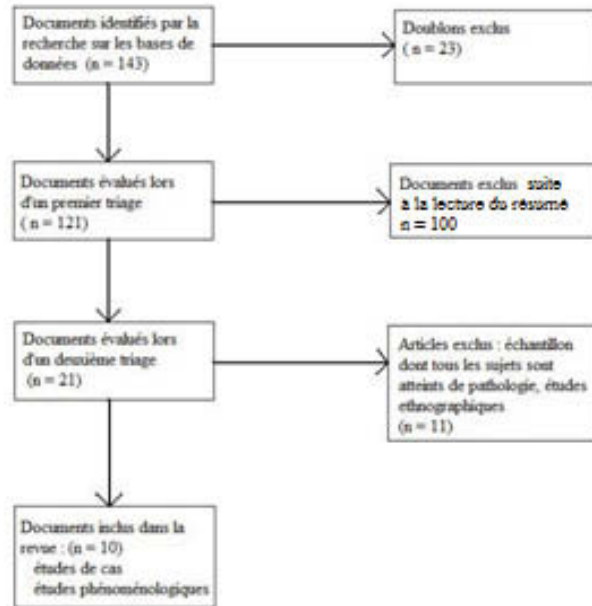 Documents identifiés par la
recherche sur les bases de
données (n = 143)
Doublons exclus
( n = 23)
Documents évalués lors
d'un premier triage
( n = 121)
Documents exclus suite
à la lecture du résumé
n = 100
Documents évalués lors
d'un deuxième triage
(n = 21)
Articles exclus : échantillon
dont tous les sujets sont
atteints de pathologie, études
ethnographiques
(n = 11)
Documents inclus dans la
revue : (n = 10)
études de cas
études phénoménologiques